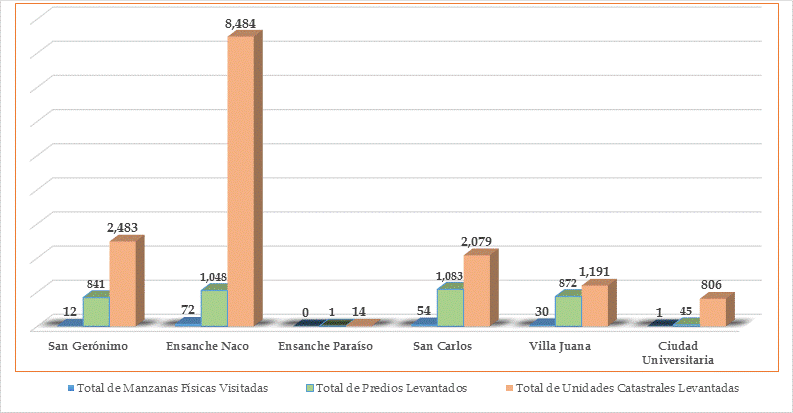 8,484
2,483
841
12
1,048
72
0
1
14
2,079
1,083
54
1,191
872
30
806
1
45
San Gerónimo
Ensanche Naco
Ensanche Paraíso
San Carlos
Villa Juana
Ciudad
Universitaria
Total de Manzanas Físicas Visitadas
Total de Predios Levantados
Total de Unidades Catastrales Levantadas